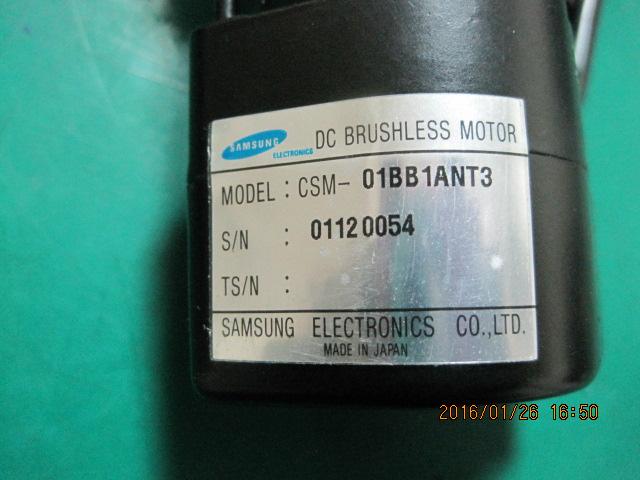 SAMSUNG ELECTRONICS DC BRUSHLESS MOTOR
MODEL : CSM- 01BB1ANT3
S/N : 01120054
TS/N :
SAMSUNG ELECTRONICS CO.,LTD.
MADE IN JAPAN
2016/01/26 16:50